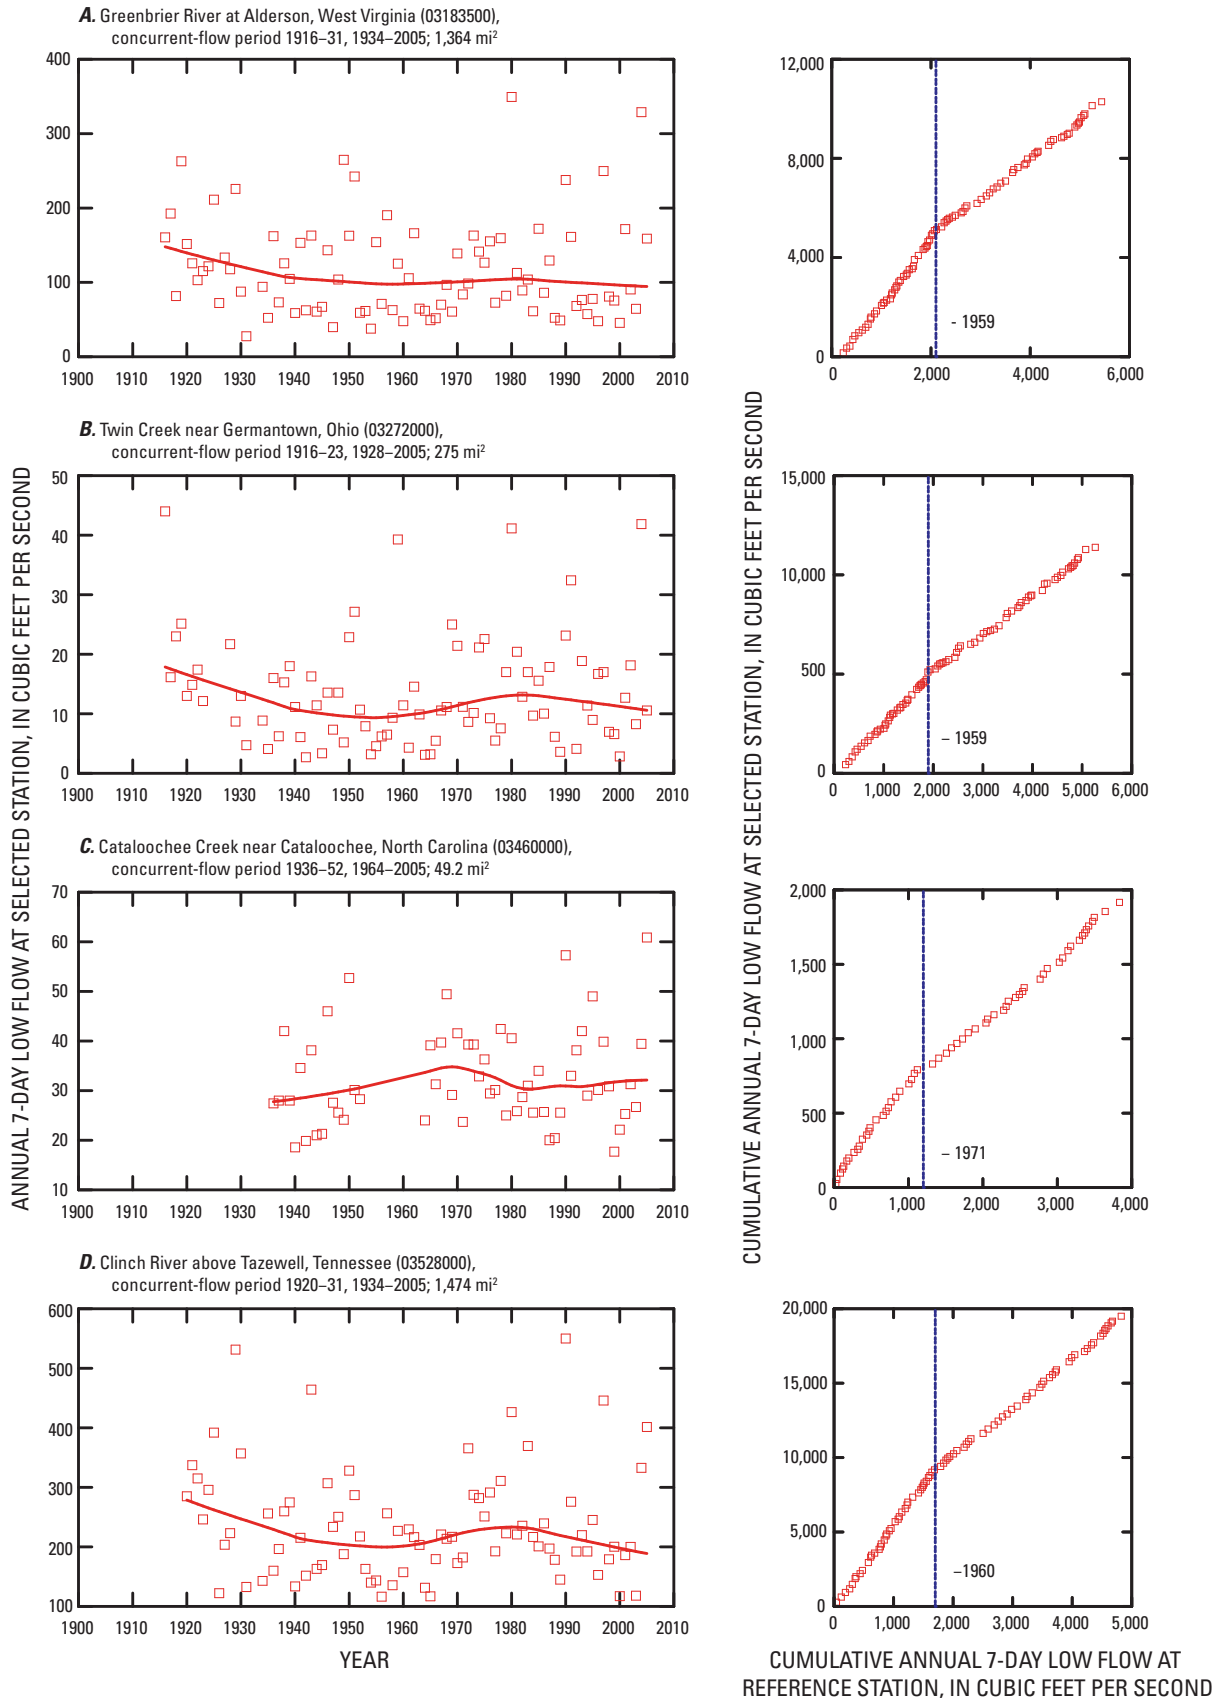 A. Greenbrier River at Alderson, West Virginia (03183500),
concurrent-flow period 1916–31, 1934–2005; 1,364 mi²
400
300
200
100
0
1900 1910 1920 1930 1940 1950 1960 1970 1980 1990 2000 2010
12,000
8,000
4,000
0
0 2,000 4,000 6,000
- 1959
B. Twin Creek near Germantown, Ohio (03272000),
concurrent-flow period 1916–23, 1928–2005; 275 mi²
50
40
30
20
10
0
1900 1910 1920 1930 1940 1950 1960 1970 1980 1990 2000 2010
15,000
10,000
500
0
0 1,000 2,000 3,000 4,000 5,000 6,000
– 1959
C. Cataloochee Creek near Cataloochee, North Carolina (03460000),
concurrent-flow period 1936–52, 1964–2005; 49.2 mi²
70
60
50
40
30
20
10
1900 1910 1920 1930 1940 1950 1960 1970 1980 1990 2000 2010
2,000
1,500
1,000
500
0
0 1,000 2,000 3,000 4,000
– 1971
D. Clinch River above Tazewell, Tennessee (03528000),
concurrent-flow period 1920–31, 1934–2005; 1,474 mi²
600
500
400
300
200
100
1900 1910 1920 1930 1940 1950 1960 1970 1980 1990 2000 2010
20,000
15,000
10,000
5,000
0
0 1,000 2,000 3,000 4,000 5,000
–1960
ANNUAL 7-DAY LOW FLOW AT SELECTED STATION, IN CUBIC FEET PER SECOND
CUMULATIVE ANNUAL 7-DAY LOW FLOW AT SELECTED STATION, IN CUBIC FEET PER SECOND
YEAR
CUMULATIVE ANNUAL 7-DAY LOW FLOW AT
REFERENCE STATION, IN CUBIC FEET PER SECOND